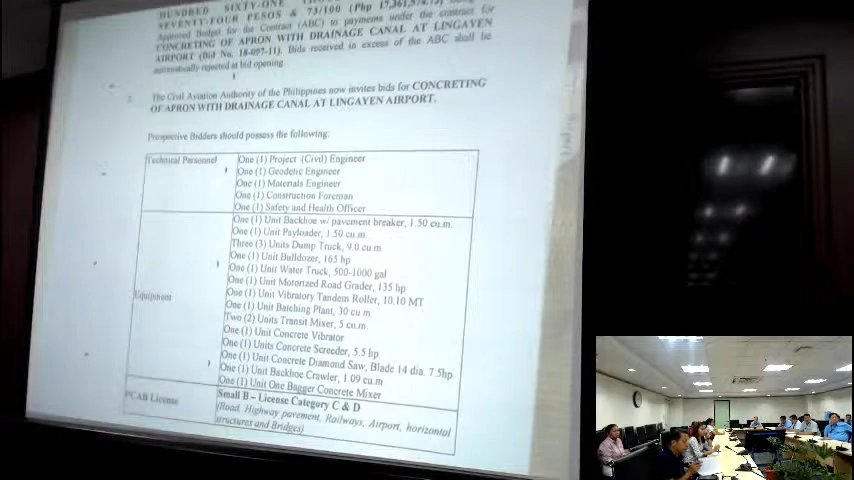 HUNDRED SIXTY-ONE
SEVENTY-FOUR PESOS & 73/100 (Php 17,361,574.73)
Approved Budget for the Contract (ABC) to payments under the contract for
CONCRETING OF APRON WITH DRAINAGE CANAL AT LINGAYEN
AIRPORT (Bid No. 18-097-11). Bids received in excess of the ABC shall be
automatically rejected at bid opening.
2. The Civil Aviation Authority of the Philippines now invites bids for CONCRETING
OF APRON WITH DRAINAGE CANAL AT LINGAYEN AIRPORT.
Prospective Bidders should possess the following:
Technical Personnel
One (1) Project (Civil) Engineer
One (1) Geodetic Engineer
One (1) Materials Engineer
One (1) Construction Foreman
One (1) Safety and Health Officer
Equipment
One (1) Unit Backhoe w/ pavement breaker, 1.50 cu.m.
One (1) Unit Payloader, 1.50 cu.m
Three (3) Units Dump Truck, 9.0 cu.m
One (1) Unit Bulldozer, 165 hp
One (1) Unit Water Truck, 500-1000 gal
One (1) Unit Motorized Road Grader, 135 hp
One (1) Unit Vibratory Tandem Roller, 10.10 MT
One (1) Unit Batching Plant, 30 cu.m
Two (2) Units Transit Mixer, 5 cu.m.
One (1) Unit Concrete Vibrator
One (1) Units Concrete Screeder, 5.5 hp
One (1) Unit Concrete Diamond Saw, Blade 14 dia. 7.5hp
One (1) Unit Backhoe Crawler, 1.09 cu.m
One (1) Unit One Bagger Concrete Mixer
PCAB License
Small B – License Category C & D
(Road, Highway pavement, Railways, Airport, horizontal
structures and Bridges)